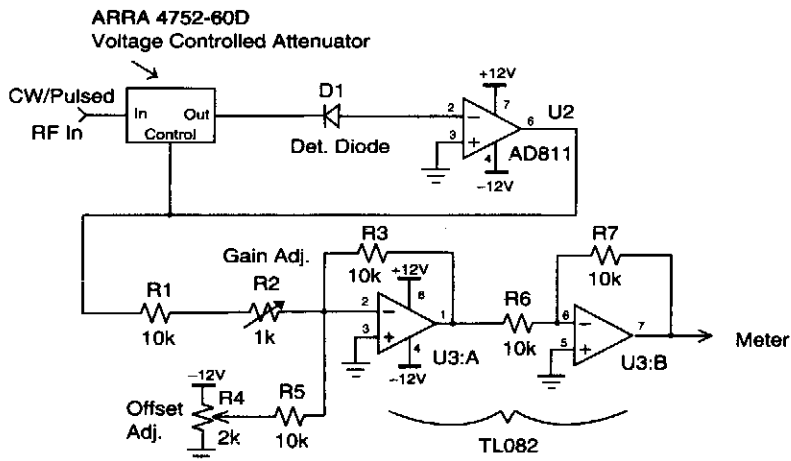 ARRA 4752-60D
Voltage Controlled Attenuator
CW/Pulsed
RF In
In
Out
Control
D1
Det. Diode
+12V
7
2
3
6
4
U2
AD811
−12V
R3
10k
R7
10k
Gain Adj.
R1
10k
R2
1k
+12V
8
2
3
1
4
−12V
U3:A
R6
10k
6
5
7
U3:B
Meter
−12V
R4
2k
Offset
Adj.
R5
10k
TL082